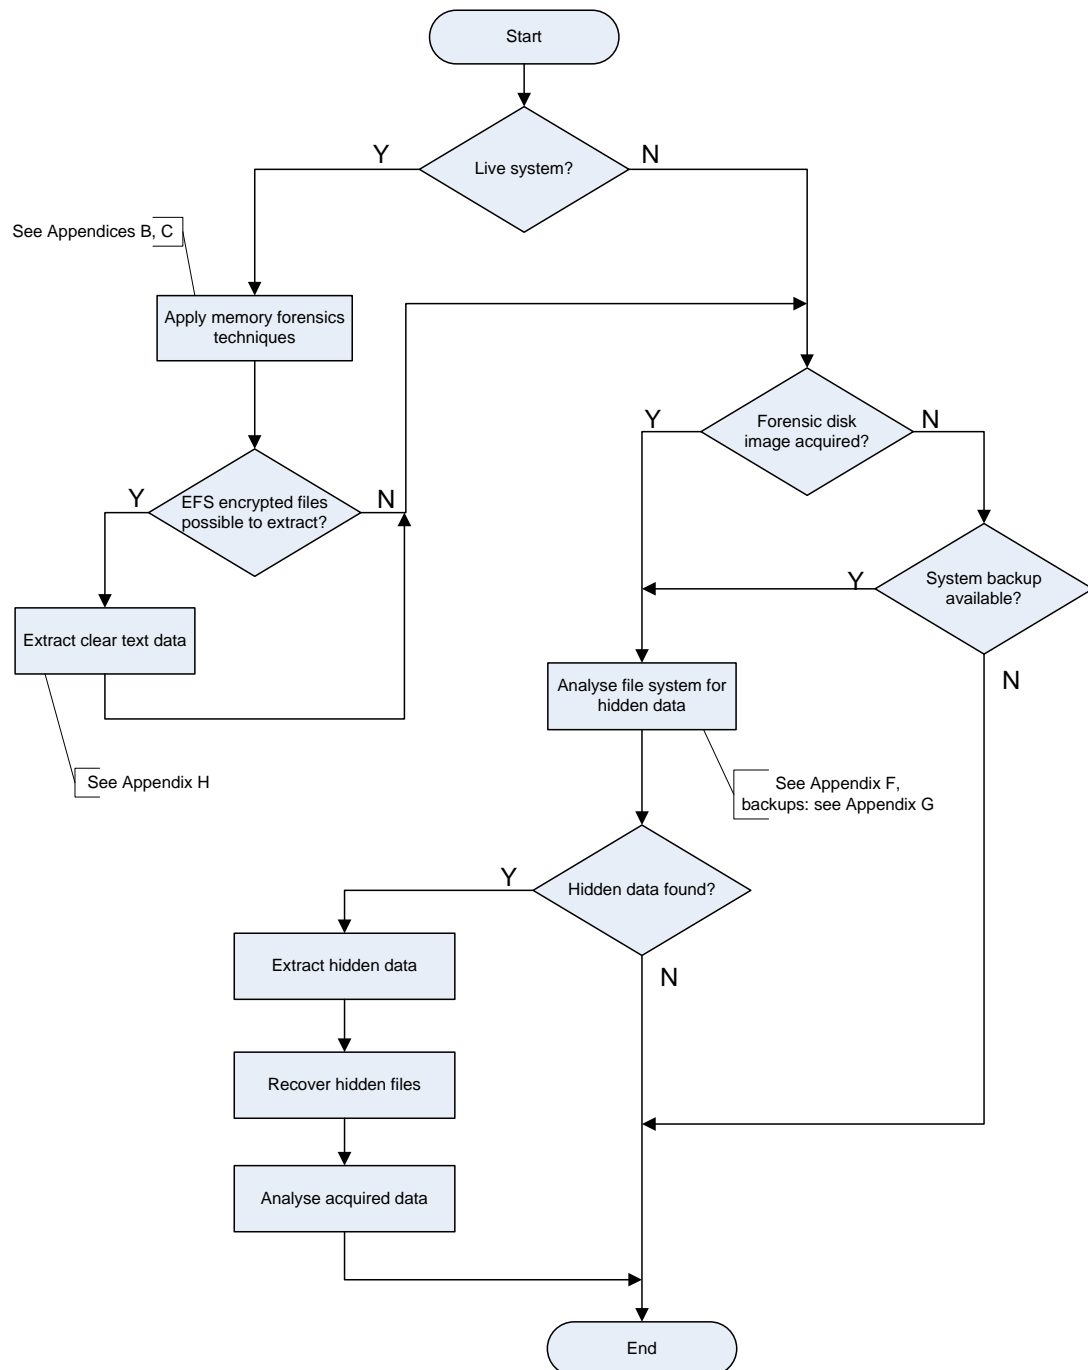 Start
Live system?
Y
N
See Appendices B, C
Apply memory forensics
techniques
Forensic disk
image acquired?
Y
N
EFS encrypted files
possible to extract?
Y
N
System backup
available?
Y
N
Extract clear text data
Analyse file system for
hidden data
See Appendix H
See Appendix F,
backups: see Appendix G
Hidden data found?
Y
N
Extract hidden data
Recover hidden files
Analyse acquired data
End